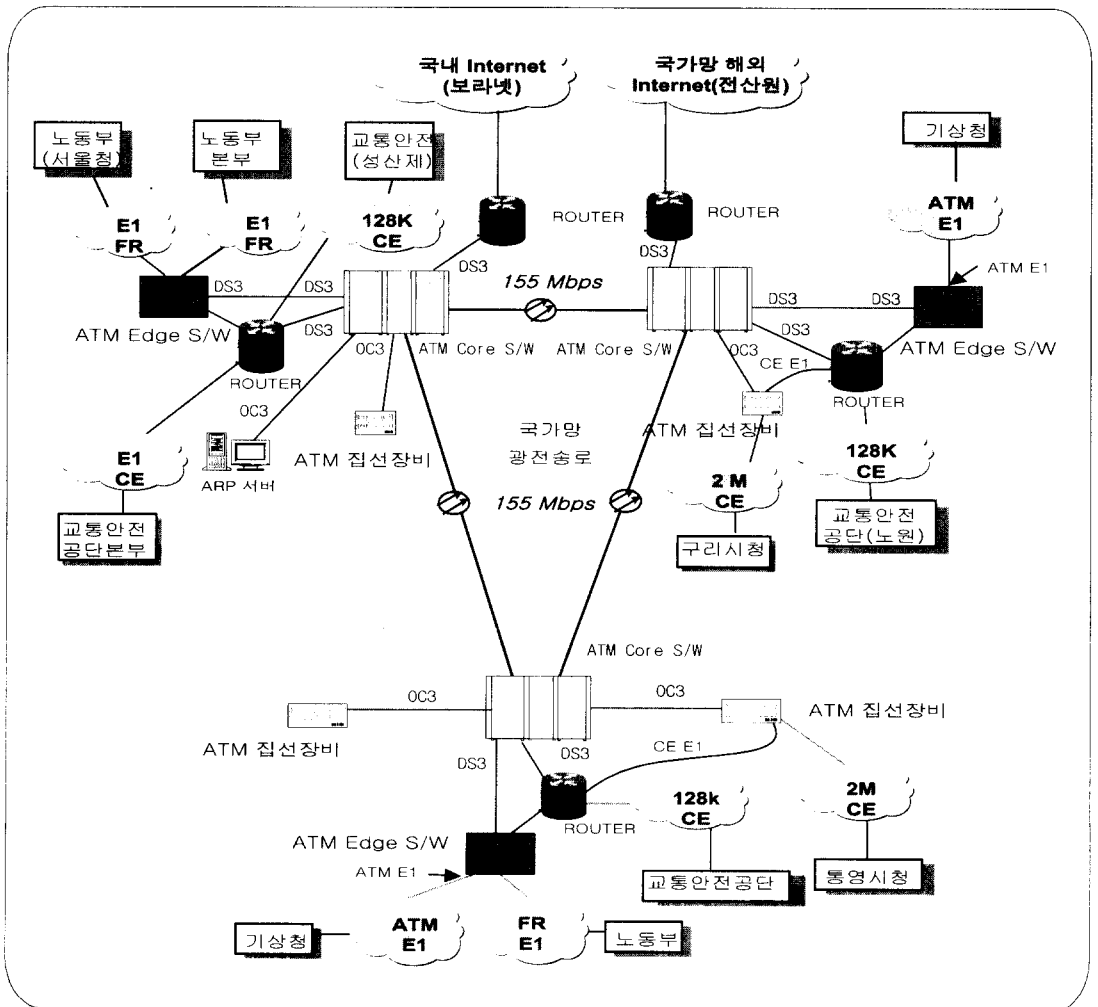 국내 Internet
(보라넷)
국가망 해외
Internet(전산원)
노동부
(서울청)
노동부
본부
교통안전
(성산제)
기상청
E1
FR
E1
FR
128K
CE
ROUTER
ROUTER
ATM
E1
DS3
DS3
155 Mbps
ATM E1
DS3
DS3
DS3
DS3
ATM Edge S/W
DS3
DS3
ATM Core S/W
ATM Core S/W
ATM Edge S/W
OC3
OC3
CE E1
ROUTER
ROUTER
OC3
ATM 집선장비
국가망
광전송로
ATM 집선장비
E1
CE
ARP 서버
155 Mbps
2 M
CE
128K
CE
교통안전
공단본부
구리시청
교통안전
공단(노원)
ATM Core S/W
OC3
OC3
ATM 집선장비
ATM 집선장비
DS3
DS3
CE E1
ROUTER
128k
CE
2M
CE
ATM Edge S/W
ATM E1
교통안전공단
통영시청
기상청
ATM
E1
FR
E1
노동부